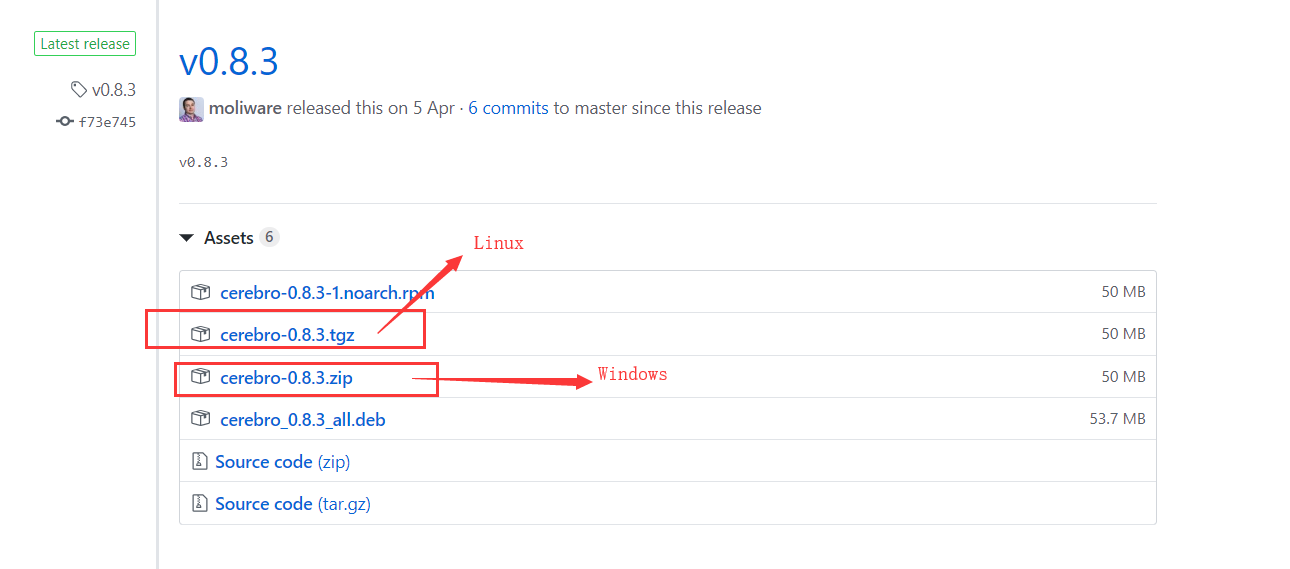 Latest release
v0.8.3
f73e745
v0.8.3
moliware released this on 5 Apr · 6 commits to master since this release
v0.8.3
Assets 6
Linux
cerebro-0.8.3-1.noarch.rpm 50 MB
cerebro-0.8.3.tgz 50 MB
Windows
cerebro-0.8.3.zip 50 MB
cerebro_0.8.3_all.deb 53.7 MB
Source code (zip)
Source code (tar.gz)